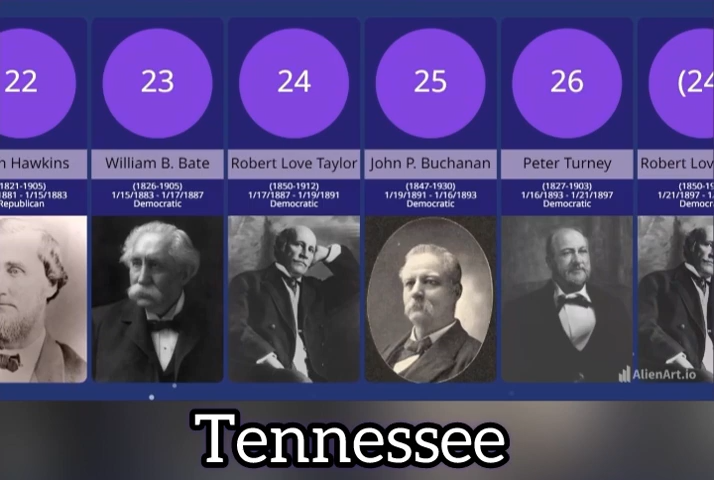 22
23
24
25
26
(24
n Hawkins
William B. Bate
Robert Love Taylor
John P. Buchanan
Peter Turney
Robert Lov
1821-1905)
(1826-1905)
(1850-1912)
(1847-1930)
(1827-1903)
(1850-19
1881 - 1/15/1883
1/15/1883 - 1/17/1887
1/17/1887 - 1/19/1891
1/19/1891 - 1/16/1893
1/16/1893 - 1/21/1897
1/21/1897 - 1
Republican
Democratic
Democratic
Democratic
Democratic
Democr
AlienArt.io
Tennessee